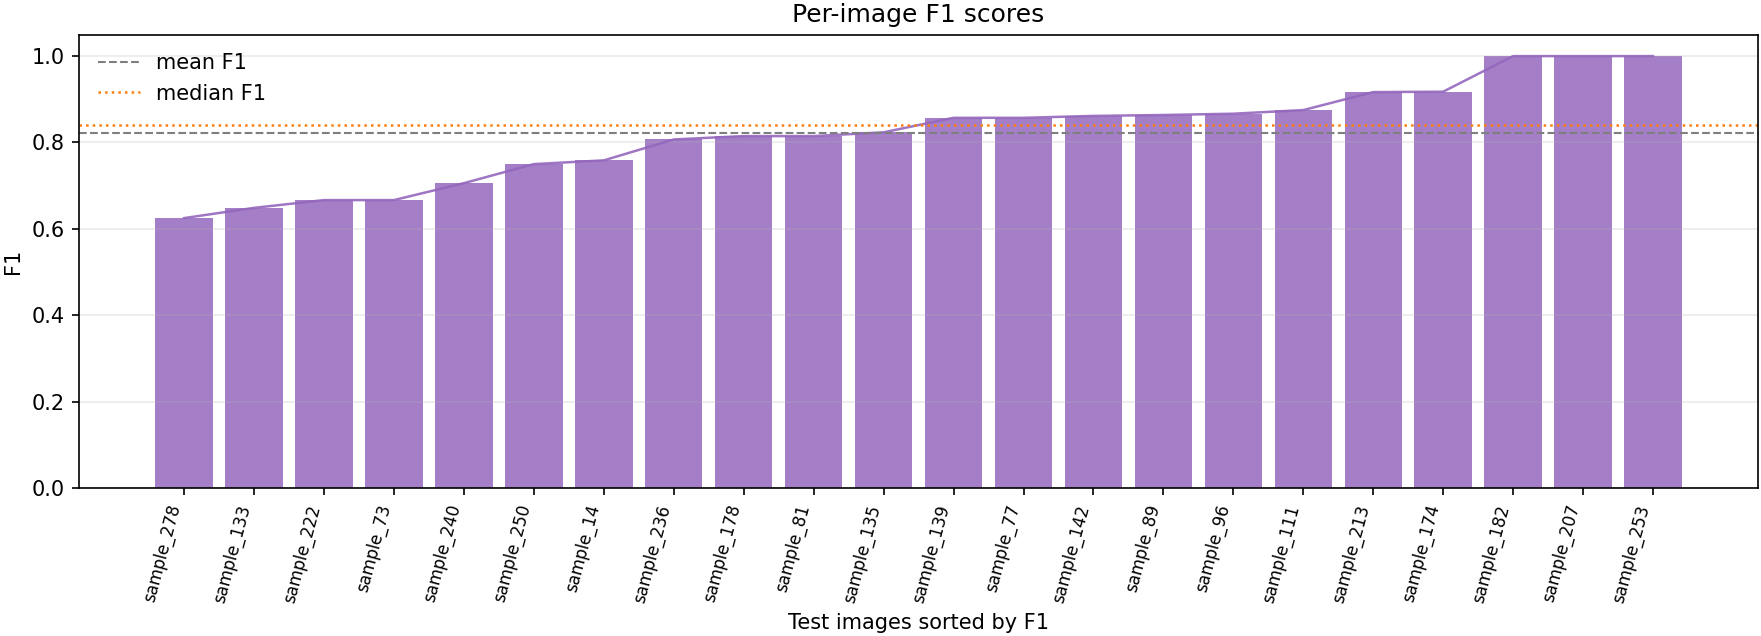 Per-image F1 scores
mean F1
median F1
1.0
0.8
0.6
0.4
0.2
0.0
F1
sample_278
sample_133
sample_222
sample_73
sample_240
sample_250
sample_14
sample_236
sample_178
sample_81
sample_135
sample_139
sample_77
sample_142
sample_89
sample_96
sample_111
sample_213
sample_174
sample_182
sample_207
sample_253
Test images sorted by F1